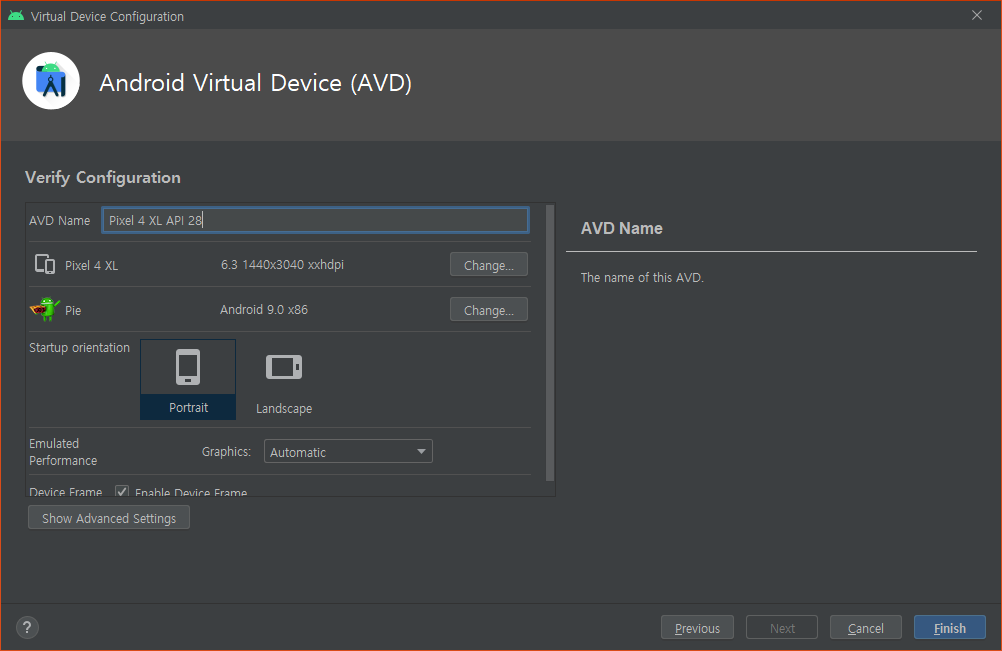 Virtual Device Configuration
Android Virtual Device (AVD)
Verify Configuration
AVD Name Pixel 4 XL API 28
Pixel 4 XL 6.3 1440x3040 xxhdpi Change...
Pie Android 9.0 x86 Change...
Startup orientation
Portrait
Landscape
Emulated
Performance
Graphics: Automatic
Device Frame Enable Device Frame
Show Advanced Settings
AVD Name
The name of this AVD.
? Previous Next Cancel Finish